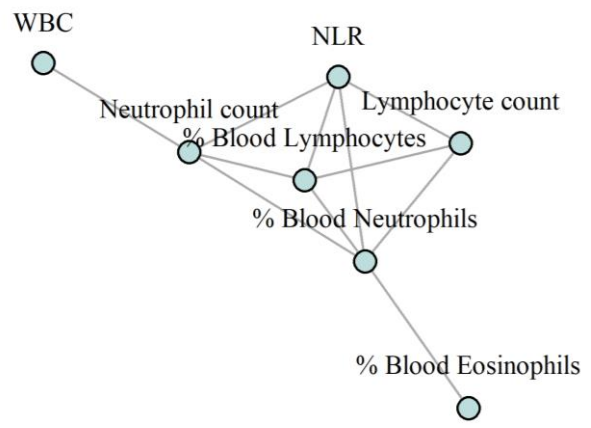 WBC
NLR
Neutrophil count
Lymphocyte count
% Blood Lymphocytes
% Blood Neutrophils
% Blood Eosinophils